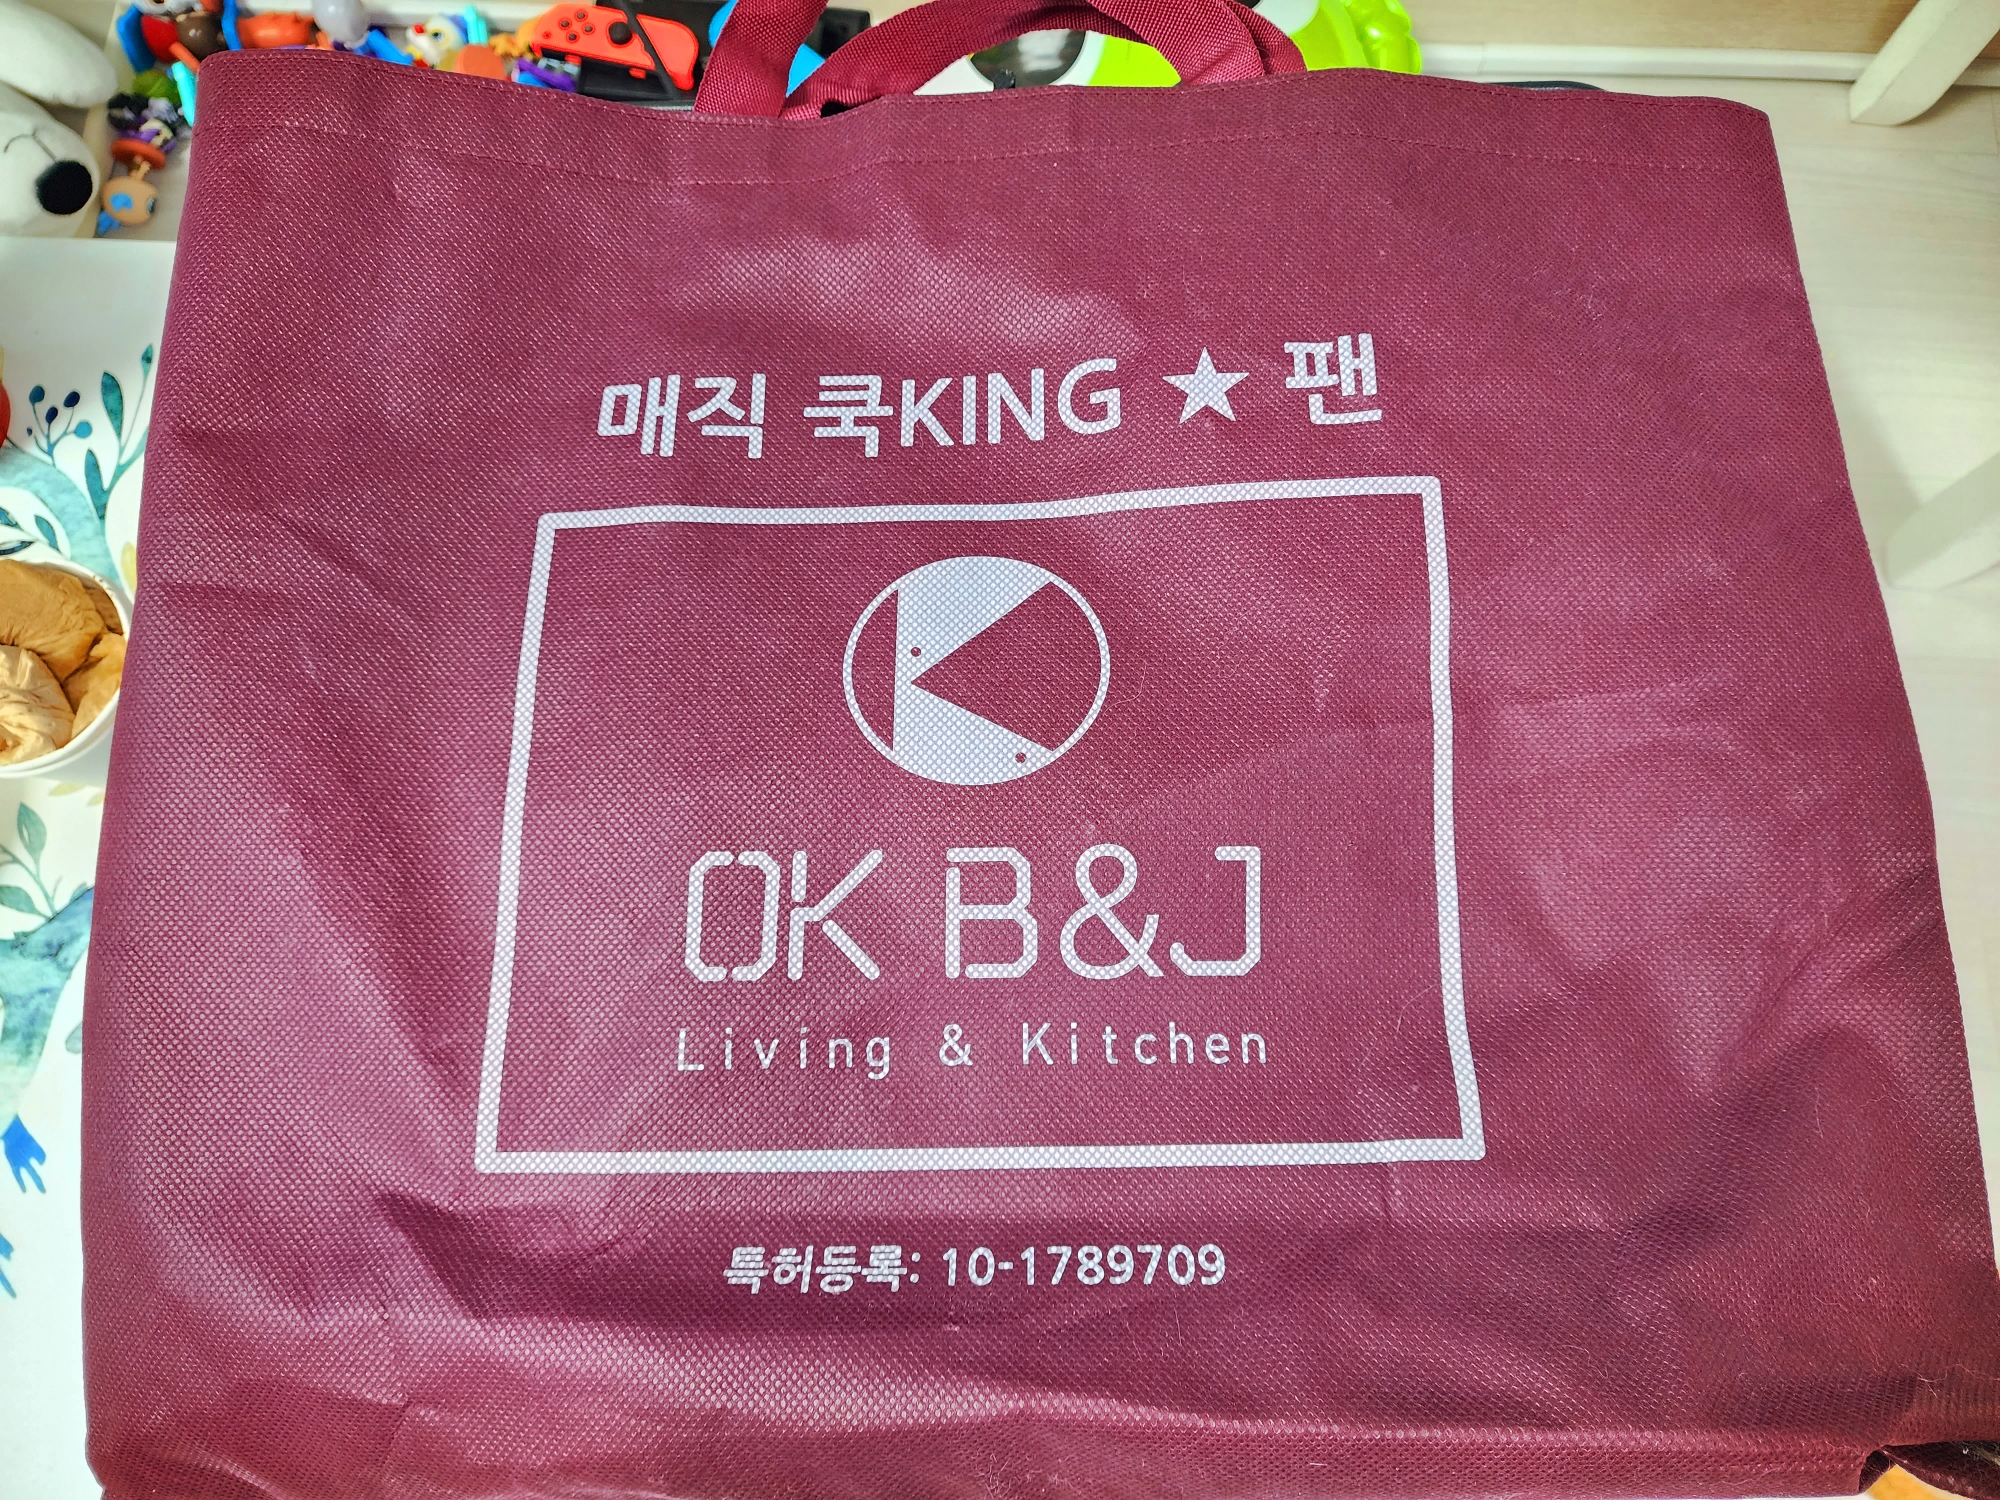 매직 쿡KING ★ 팬
OK B&J
Living & Kitchen
특허등록: 10-1789709